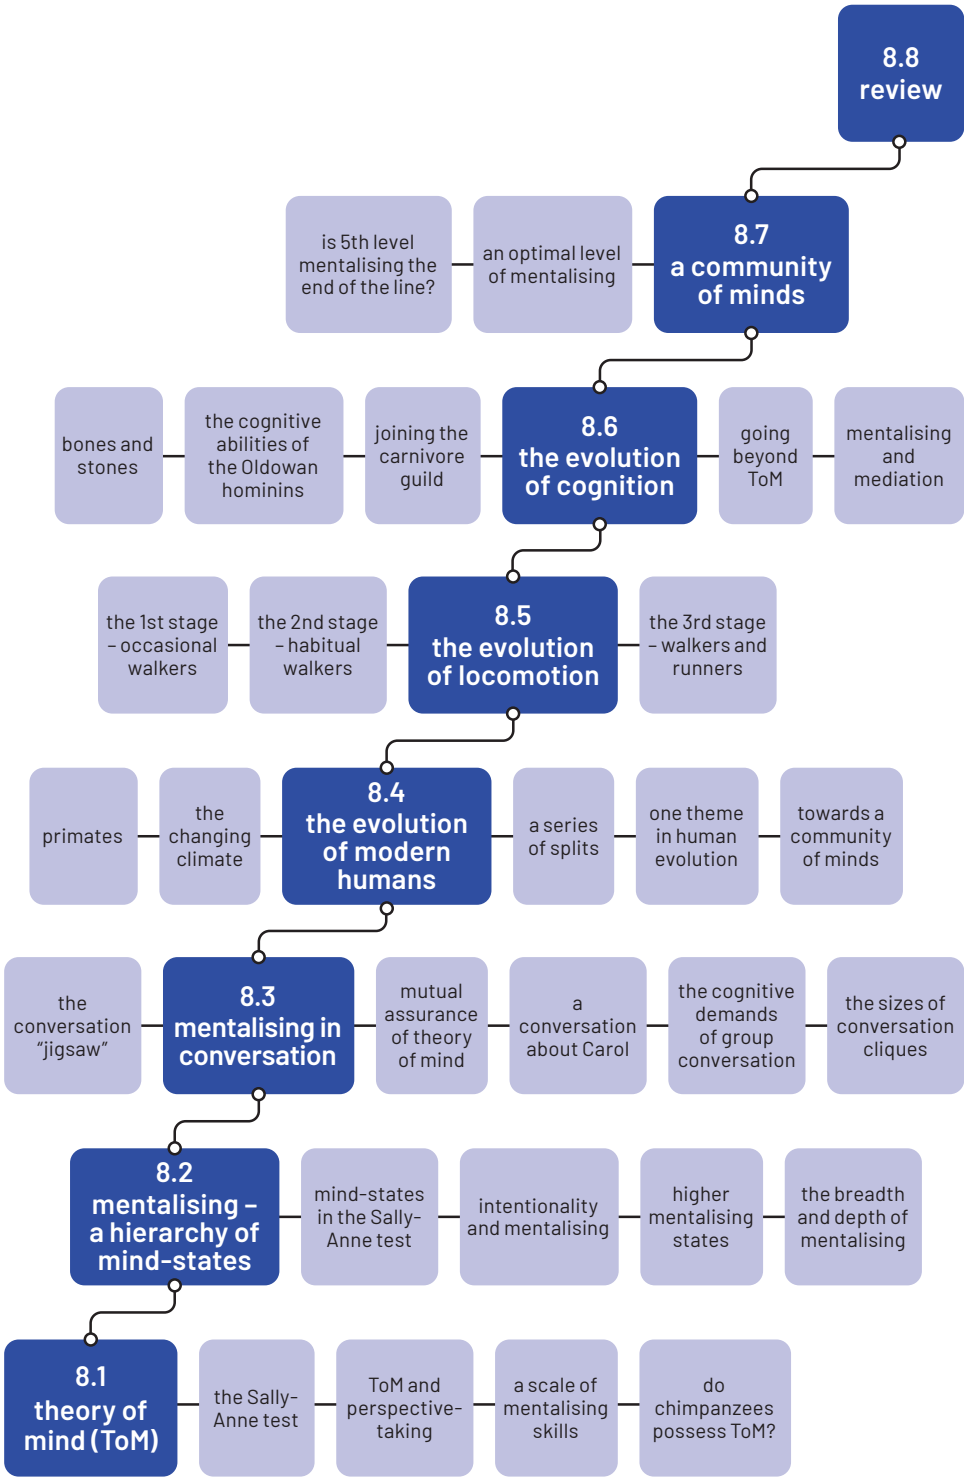 8.8
review
is 5th level
mentalising the
end of the line?
an optimal level
of mentalising
8.7
a community
of minds
bones and
stones
the cognitive
abilities of
the Oldowan
hominins
joining the
carnivore
guild
8.6
the evolution
of cognition
going
beyond
ToM
mentalising
and
mediation
the 1st stage
– occasional
walkers
the 2nd stage
– habitual
walkers
8.5
the evolution
of locomotion
the 3rd stage
– walkers and
runners
primates
the
changing
climate
8.4
the evolution
of modern
humans
a series
of splits
one theme
in human
evolution
towards a
community
of minds
the
conversation
“jigsaw”
8.3
mentalising in
conversation
mutual
assurance
of theory
of mind
a
conversation
about Carol
the cognitive
demands
of group
conversation
the sizes of
conversation
cliques
8.2
mentalising –
a hierarchy of
mind-states
mind-states
in the Sally-
Anne test
intentionality
and mentalising
higher
mentalising
states
the breadth
and depth of
mentalising
8.1
theory of
mind (ToM)
the Sally-
Anne test
ToM and
perspective-
taking
a scale of
mentalising
skills
do
chimpanzees
possess ToM?